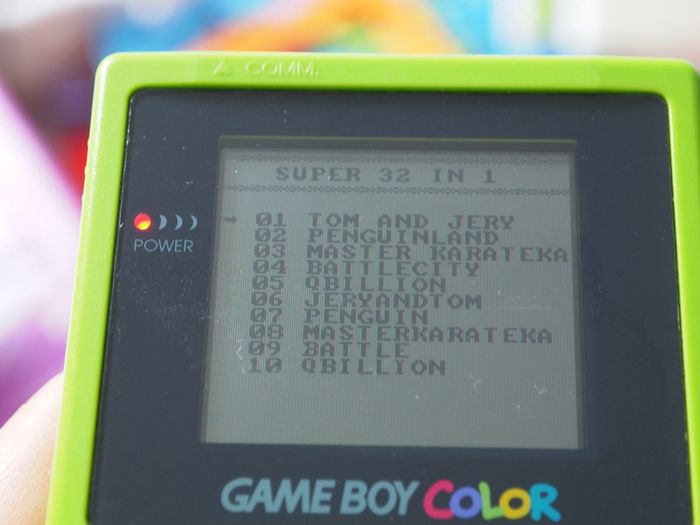 COMM.
SUPER 32 IN 1
01 TOM AND JERY
02 PENGUINLAND
03 MASTER KARATEKA
04 BATTLECITY
05 QBILLION
06 JERYANDTOM
07 PENGUIN
08 MASTERKARATEKA
09 BATTLE
10 QBILLION
POWER
GAME BOY COLOR